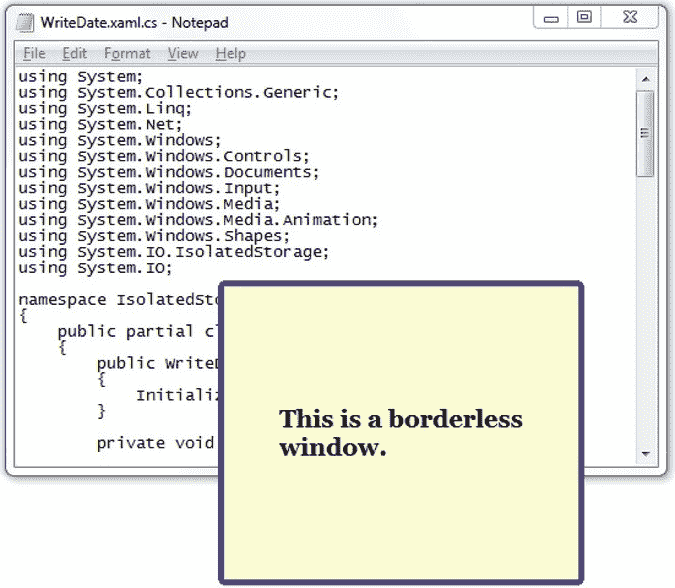 WriteDate.xaml.cs - Notepad
File Edit Format View Help
using System;
using System.Collections.Generic;
using System.Linq;
using System.Net;
using System.Windows;
using System.Windows.Controls;
using System.Windows.Documents;
using System.Windows.Input;
using System.Windows.Media;
using System.Windows.Media.Animation;
using System.Windows.Shapes;
using System.IO.IsolatedStorage;
using System.IO;
namespace IsolatedSto
{
public partial cl
{
public WriteD
{
Initializ
}
private void
This is a borderless
window.